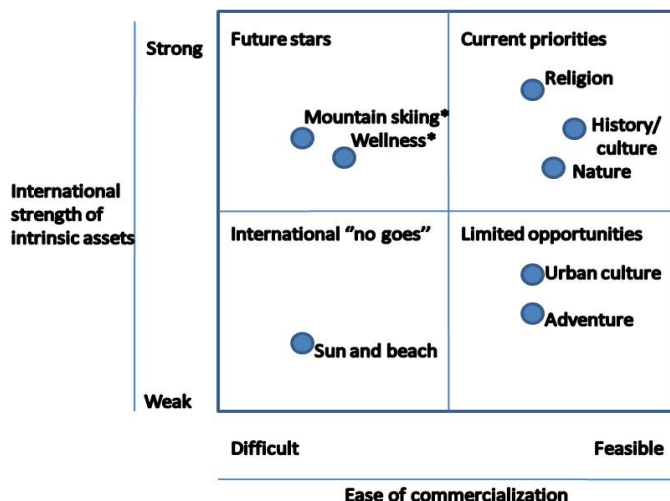 Strong
Future stars
Current priorities
Religion
Mountain skiing*
History/
culture
Wellness*
Nature
International
strength of
intrinsic assets
International “no goes”
Limited opportunities
Urban culture
Adventure
Sun and beach
Weak
Difficult
Feasible
Ease of commercialization